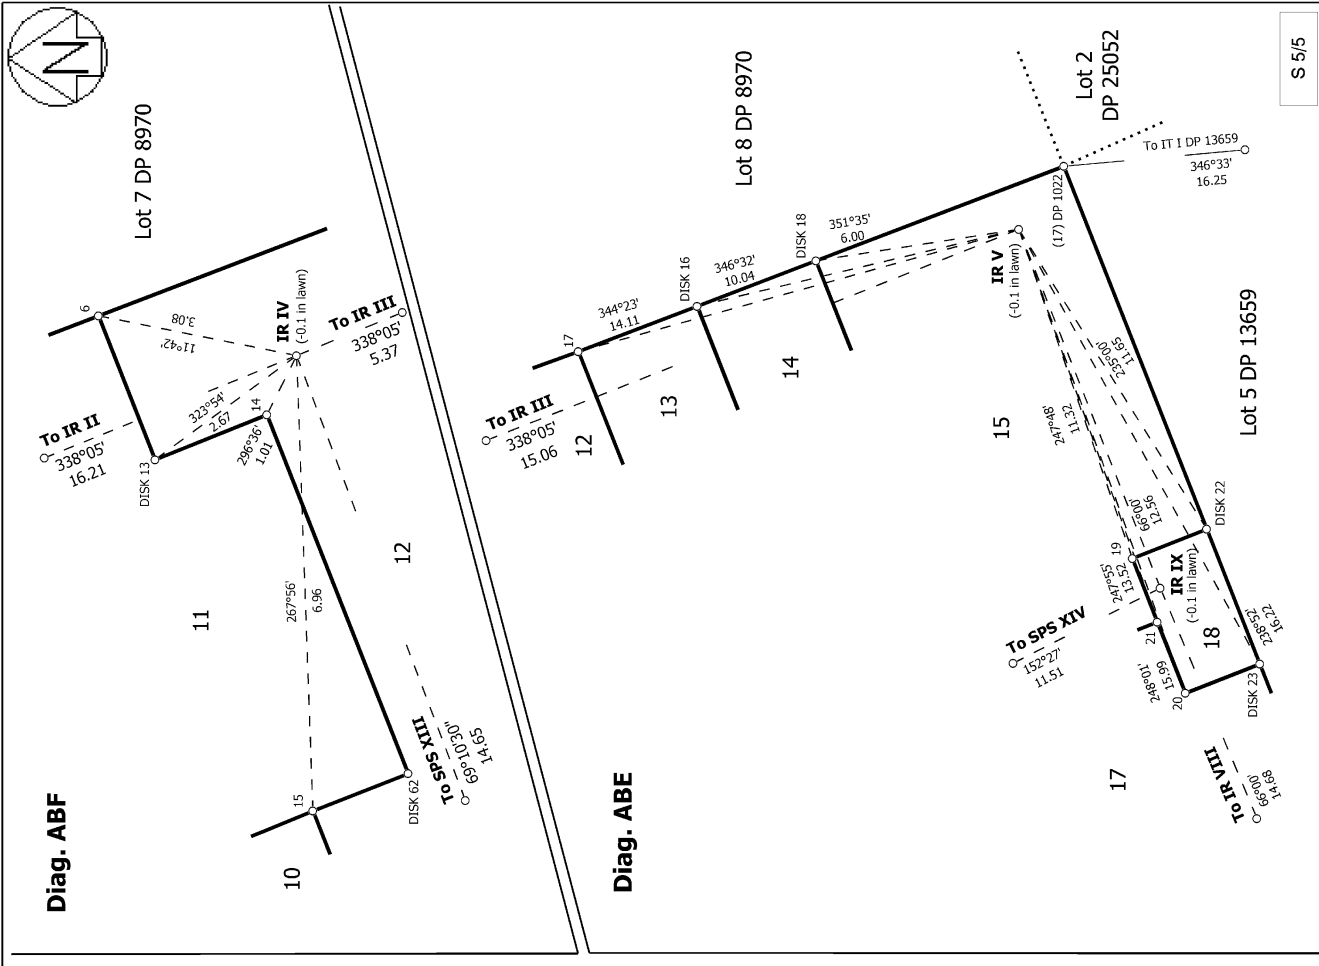 N
Diag. ABF
Lot 7 DP 8970
6
To IR II
338°05'
16.21
DISK 13
323°54'
2.67
11°42'
3.08
14
296°36'
1.01
IR IV
(-0.1 in lawn)
To IR III
338°05'
5.37
11
12
267°56'
6.96
15
10
DISK 62
To SPS XIII
69°10'30"
14.65
Diag. ABE
Lot 8 DP 8970
Lot 2
DP 25052
S 5/5
To IT I DP 13659
346°33'
16.25
(17) DP 1022
DISK 18
351°35'
6.00
DISK 16
346°32'
10.04
17
344°23'
14.11
To IR III
338°05'
15.06
12
13
14
15
IR V
(-0.1 in lawn)
Lot 5 DP 13659
235°00'
11.65
247°48'
11.32
66°00'
12.56
DISK 22
19
247°55'
13.52
IR IX
(-0.1 in lawn)
18
238°52'
16.22
21
248°01'
15.99
20
DISK 23
To SPS XIV
152°27'
11.51
17
To IR VIII
66°00'
14.68